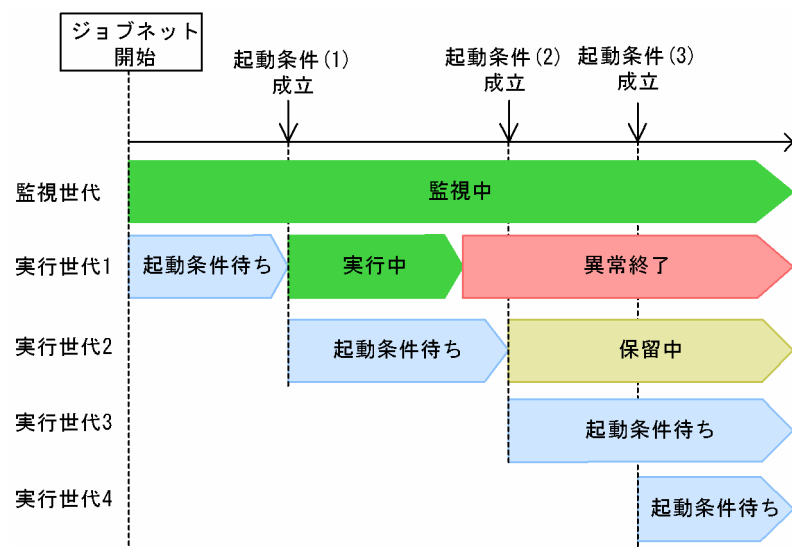 ジョブネット
開始
起動条件(1)
成立
起動条件(2)
成立
起動条件(3)
成立
監視世代
監視中
実行世代1
起動条件待ち
実行中
異常終了
実行世代2
起動条件待ち
保留中
実行世代3
起動条件待ち
実行世代4
起動条件待ち